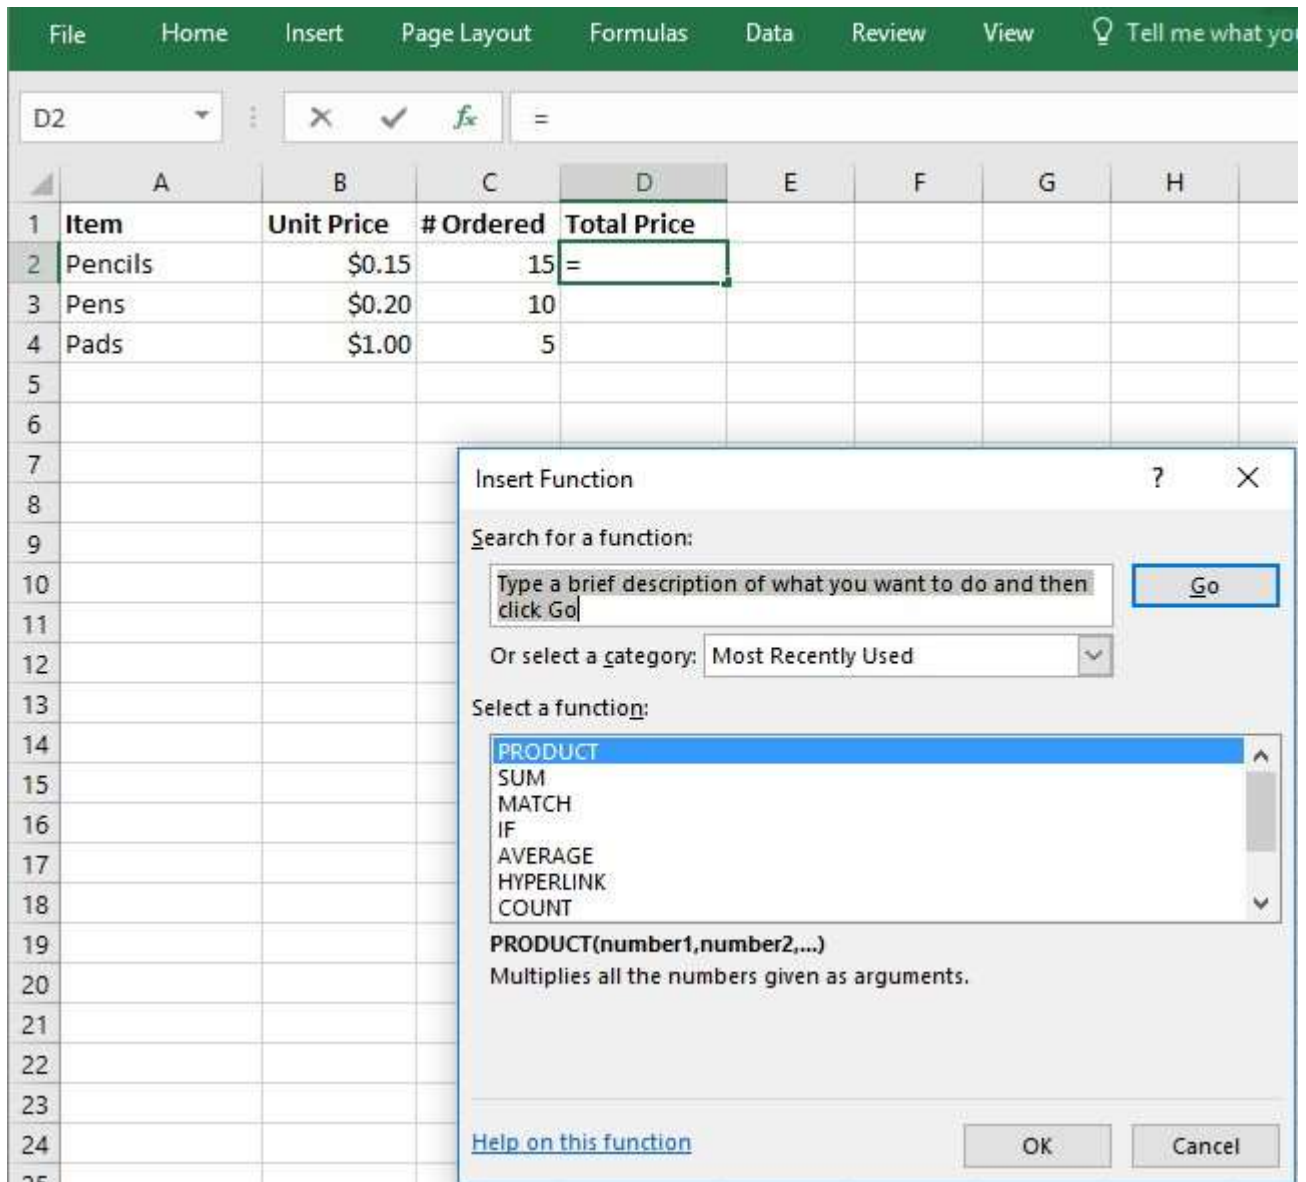 File Home Insert Page Layout Formulas Data Review View Tell me what you
D2 fx =
A B C D E F G H
1 Item Unit Price # Ordered Total Price
2 Pencils $0.15 15 =
3 Pens $0.20 10
4 Pads $1.00 5
5
6
7
8
9
10
11
12
13
14
15
16
17
18
19
20
21
22
23
24
25
Insert Function ?
Search for a function:
Type a brief description of what you want to do and then
click Go
Go
Or select a category: Most Recently Used
Select a function:
PRODUCT
SUM
MATCH
IF
AVERAGE
HYPERLINK
COUNT
PRODUCT(number1,number2,...)
Multiplies all the numbers given as arguments.
Help on this function OK Cancel